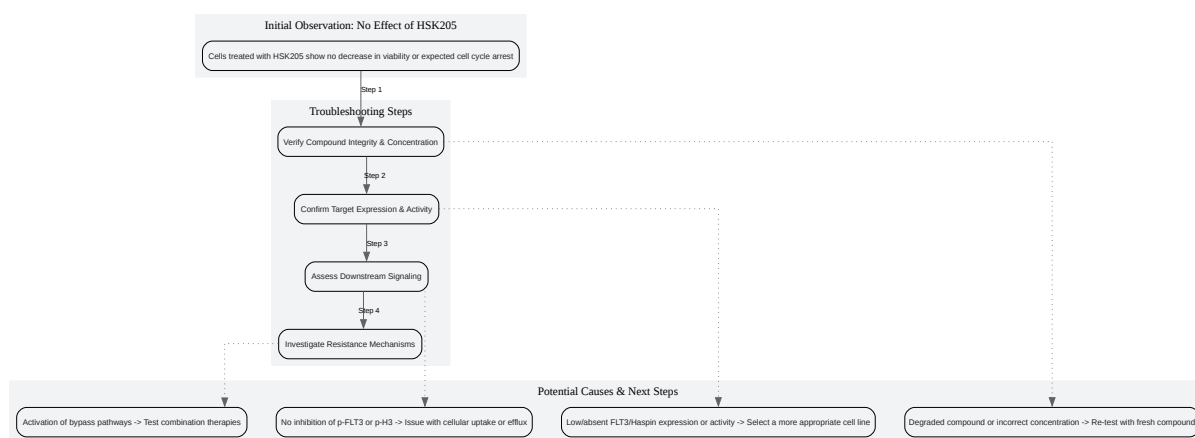 Initial Observation: No Effect of HSK205
Cells treated with HSK205 show no decrease in viability or expected cell cycle arrest
Step 1
Troubleshooting Steps
Verify Compound Integrity & Concentration
Step 2
Confirm Target Expression & Activity
Step 3
Assess Downstream Signaling
Step 4
Investigate Resistance Mechanisms
Potential Causes & Next Steps
Activation of bypass pathways -> Test combination therapies
No inhibition of p-FLT3 or p-H3 -> Issue with cellular uptake or efflux
Low/absent FLT3/Haspin expression or activity -> Select a more appropriate cell line
Degraded compound or incorrect concentration -> Re-test with fresh compound